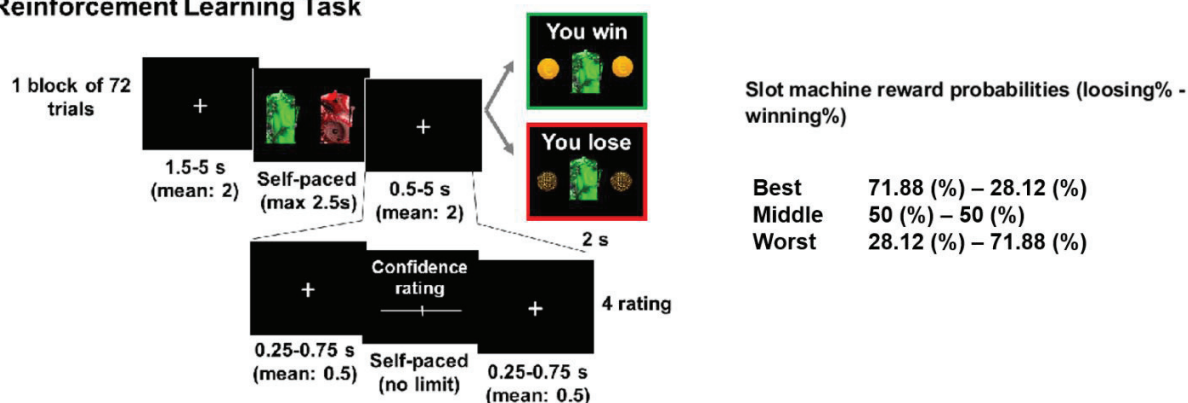 Reinforcement Learning Task
1 block of 72
trials
1.5-5 s
(mean: 2)
Self-paced
(max 2.5s)
0.5-5 s
(mean: 2)
You win
You lose
2 s
Confidence
rating
4 rating
0.25-0.75 s
(mean: 0.5)
Self-paced
(no limit)
0.25-0.75 s
(mean: 0.5)
Slot machine reward probabilities (loosing% -
winning%)
Best 71.88 (%) – 28.12 (%)
Middle 50 (%) – 50 (%)
Worst 28.12 (%) – 71.88 (%)